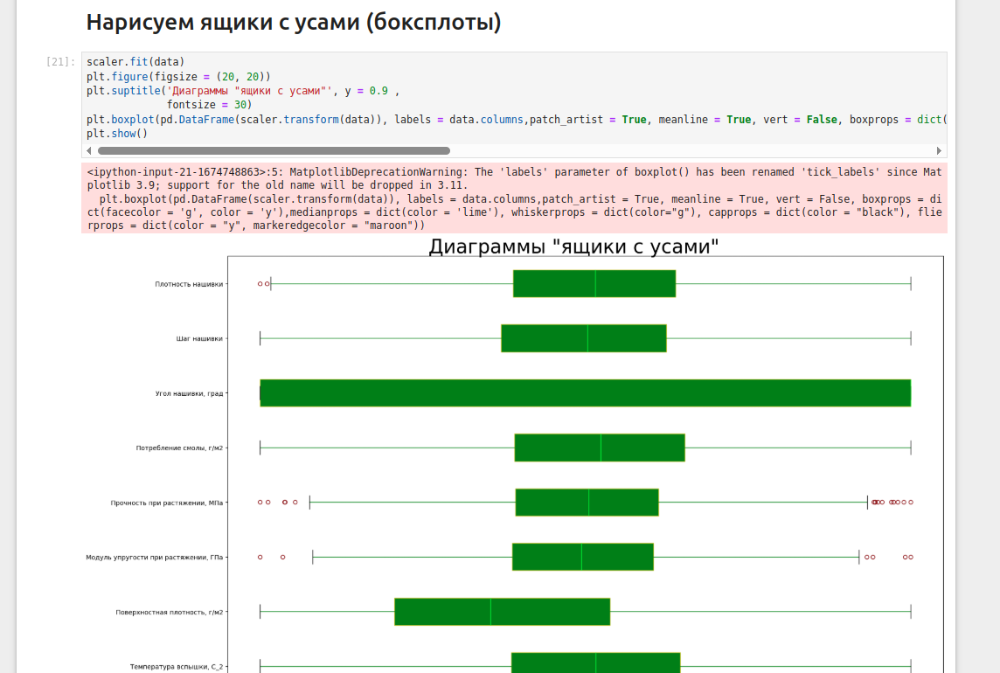 Нарисуем ящики с усами (боксплоты)
[21]:
scaler.fit(data)
plt.figure(figsize = (20, 20))
plt.suptitle('Диаграммы "ящики с усами"', y = 0.9 ,
             fontsize = 30)
plt.boxplot(pd.DataFrame(scaler.transform(data)), labels = data.columns,patch_artist = True, meanline = True, vert = False, boxprops = dict(
plt.show()
<ipython-input-21-1674748863>:5: MatplotlibDeprecationWarning: The 'labels' parameter of boxplot() has been renamed 'tick_labels' since Mat
plotlib 3.9; support for the old name will be dropped in 3.11.
  plt.boxplot(pd.DataFrame(scaler.transform(data)), labels = data.columns,patch_artist = True, meanline = True, vert = False, boxprops = di
ct(facecolor = 'g', color = 'y'),medianprops = dict(color = 'lime'), whiskerprops = dict(color="g"), capprops = dict(color = "black"), flie
rprops = dict(color = "y", markeredgecolor = "maroon"))
Диаграммы "ящики с усами"
Плотность нашивки
Шаг нашивки
Угол нашивки, град
Потребление смолы, г/м2
Прочность при растяжении, МПа
Модуль упругости при растяжении, ГПа
Поверхностная плотность, г/м2
Температура вспышки, С_2